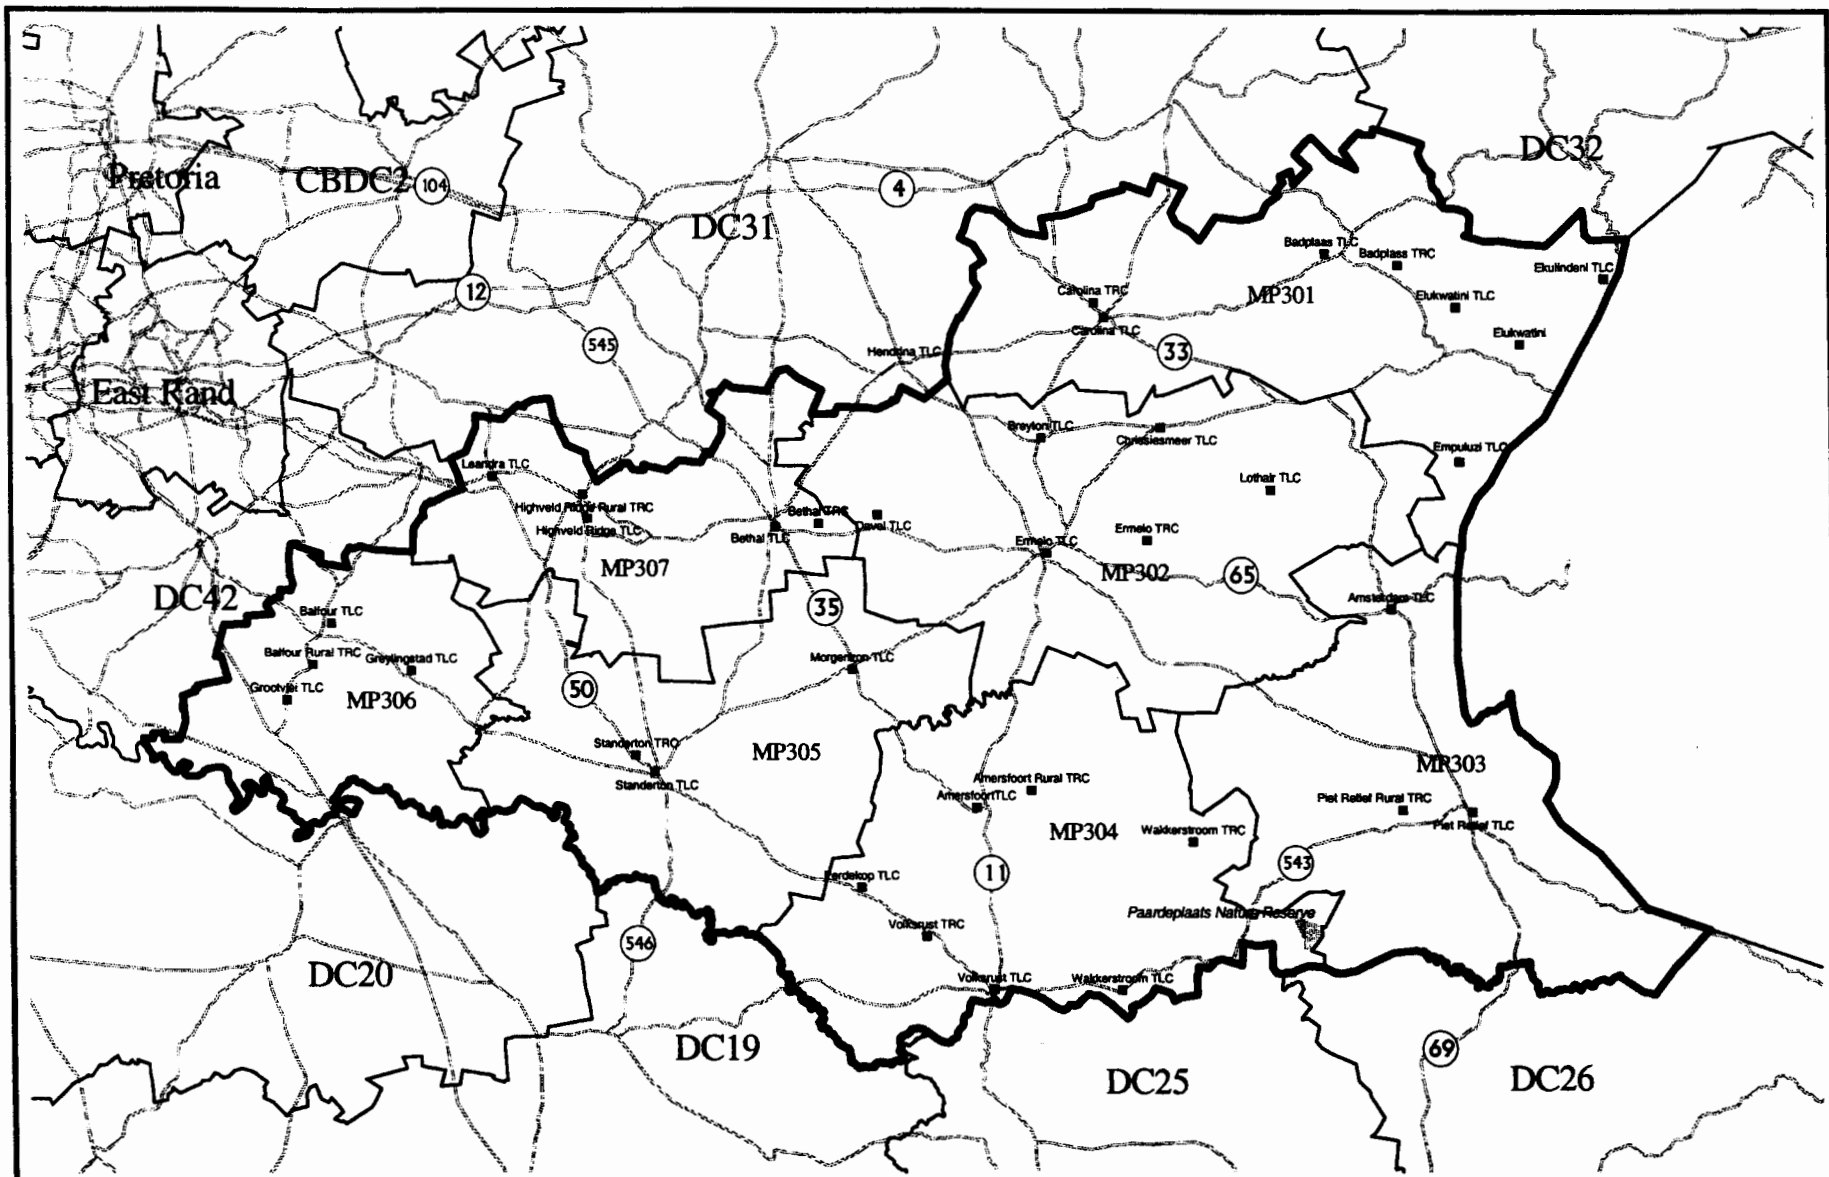 DC32
Pretoria
CBDC2
104
4
DC31
Badplaas TLC
Badplass TRC
Ekulindeni TLC
12
Carolina TRC
MP301
Elukwatini TLC
Carolina TLC
Elukwatini
545
Hendrina TLC
33
East Rand
Breyton TLC
Chrissiesmeer TLC
Empuluzi TLC
Leandra TLC
Lothair TLC
Highveld Ridge Rural TRC
Bethal TRC
Davel TLC
Highveld Ridge TLC
Bethal TLC
Ermelo TRC
Ermelo TLC
MP307
MP302
65
DC42
Balfour TLC
35
Amsterdam TLC
Balfour Rural TRC
Greylingstad TLC
Morgenzon TLC
Grootvlei TLC
MP306
50
Standerton TRC
MP305
MP303
Standerton TLC
Amersfoort Rural TRC
AmersfoortTLC
Piet Retief Rural TRC
Piet Retief TLC
MP304
Wakkerstroom TRC
543
Perdekop TLC
11
Paardeplaats Nature Reserve
Volksrust TRC
546
DC20
Volksrust TLC
Wakkerstroom TLC
DC19
69
DC25
DC26